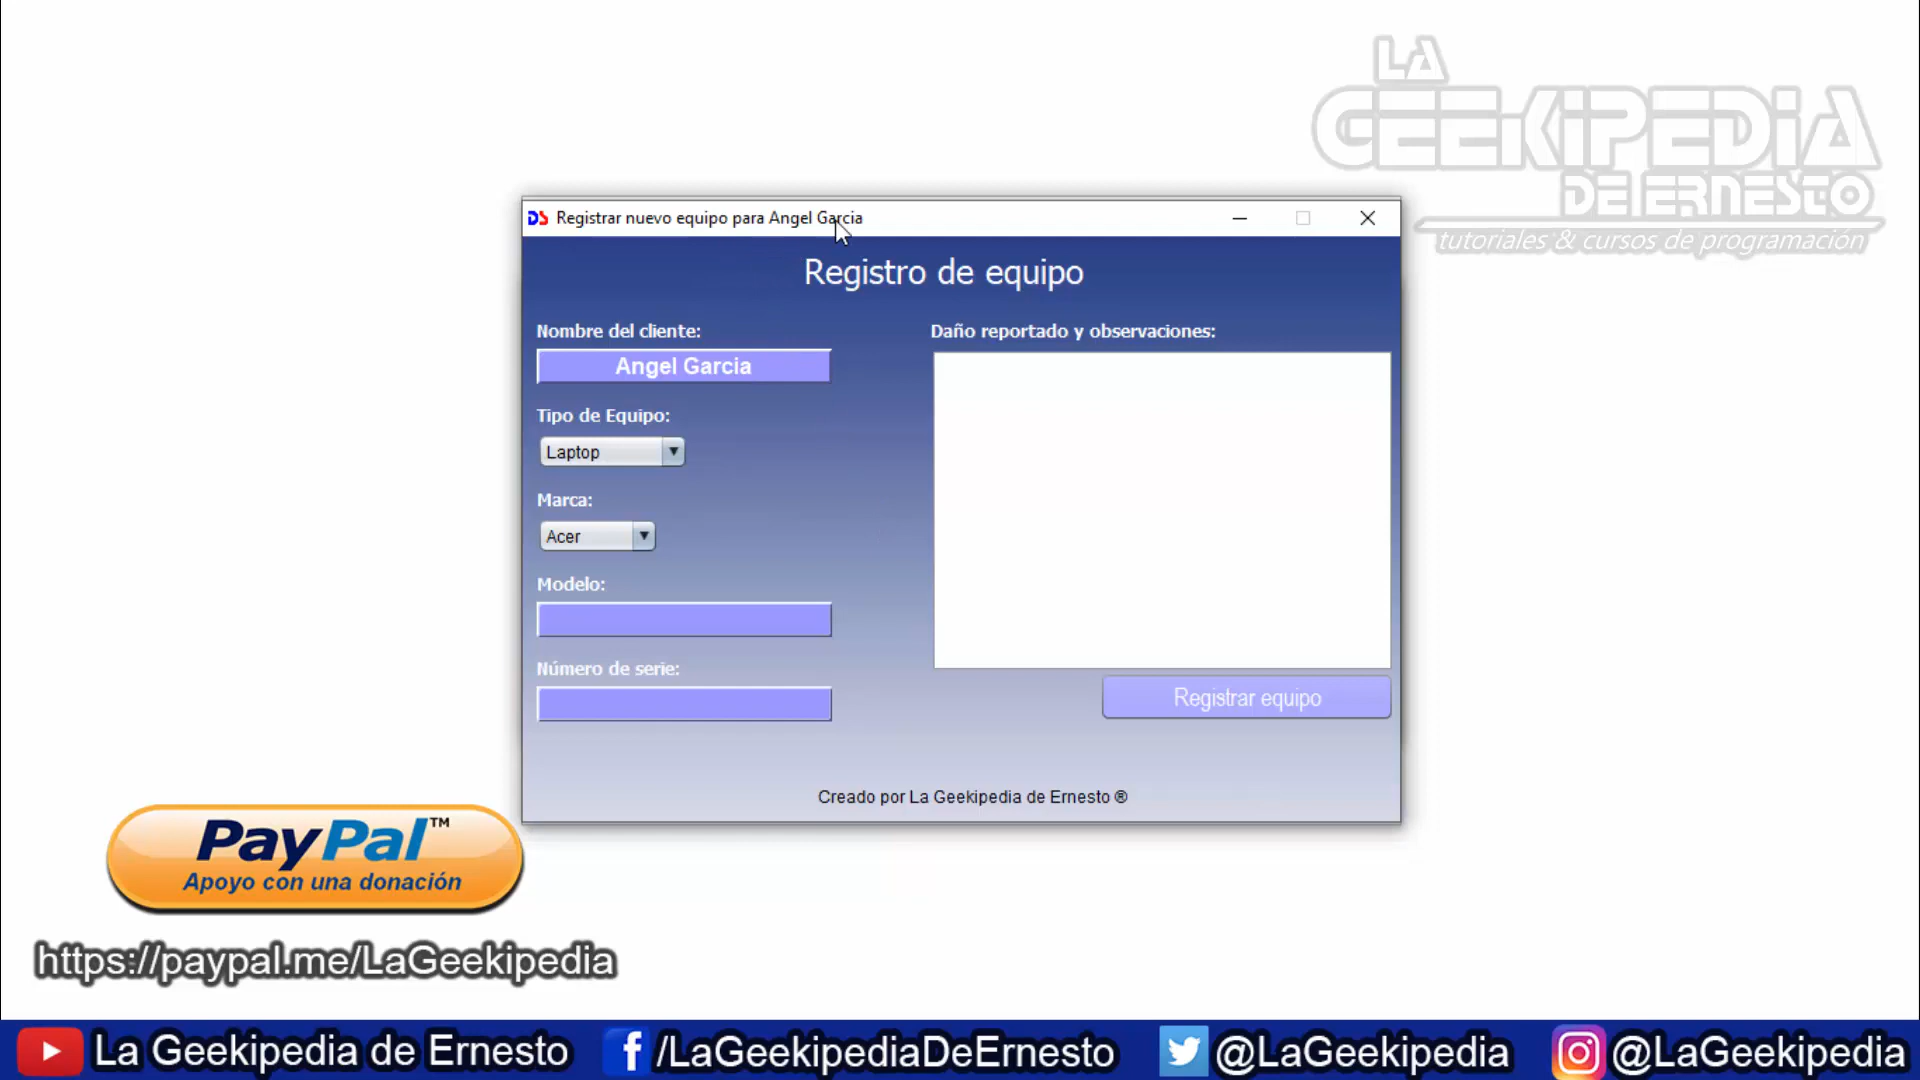 LA
GEEKIPEDIA
DE ERNESTO
tutoriales & cursos de programación
DS Registrar nuevo equipo para Angel Garcia
Registro de equipo
Nombre del cliente:
Angel Garcia
Tipo de Equipo:
Laptop
Marca:
Acer
Modelo:
Número de serie:
Daño reportado y observaciones:
Registrar equipo
Creado por La Geekipedia de Ernesto ®
PayPal™
Apoyo con una donación
https://paypal.me/LaGeekipedia
La Geekipedia de Ernesto
f /LaGeekipediaDeErnesto
@LaGeekipedia
@LaGeekipedia